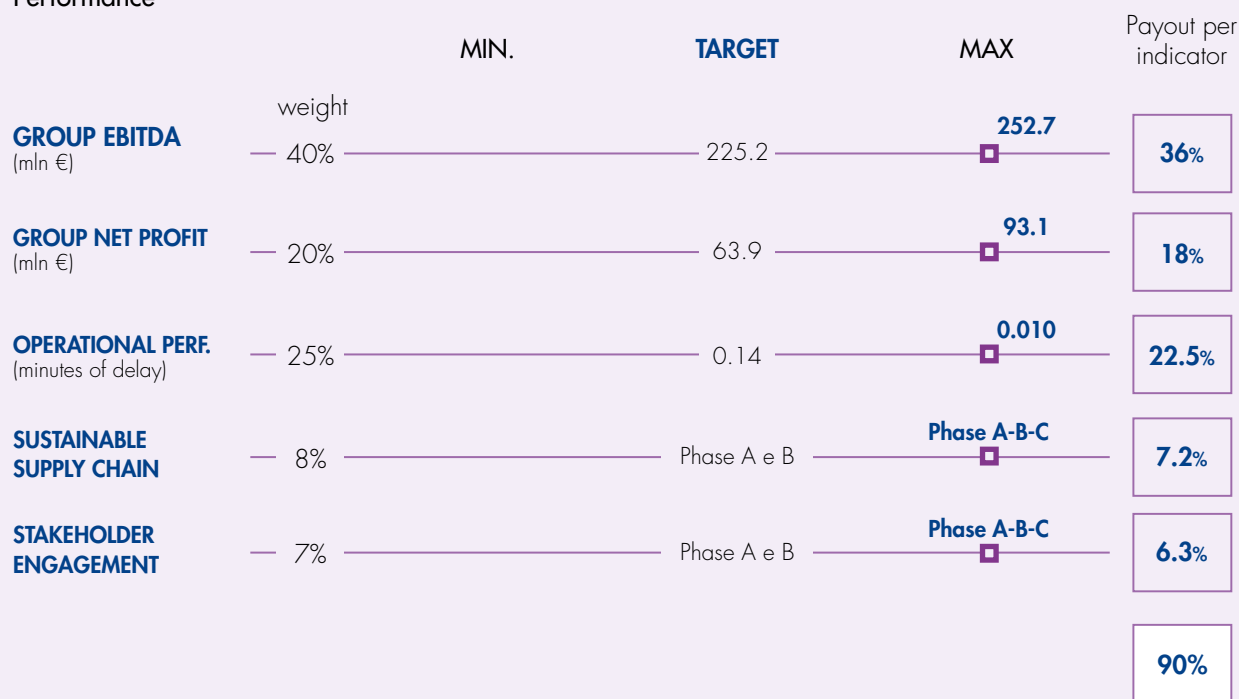 Performance
MIN. TARGET MAX Payout per
indicator
weight
GROUP EBITDA
(mln €)
40% 225.2 252.7 36%
GROUP NET PROFIT
(mln €)
20% 63.9 93.1 18%
OPERATIONAL PERF.
(minutes of delay)
25% 0.14 0.010 22.5%
SUSTAINABLE
SUPPLY CHAIN
8% Phase A e B Phase A-B-C 7.2%
STAKEHOLDER
ENGAGEMENT
7% Phase A e B Phase A-B-C 6.3%
90%